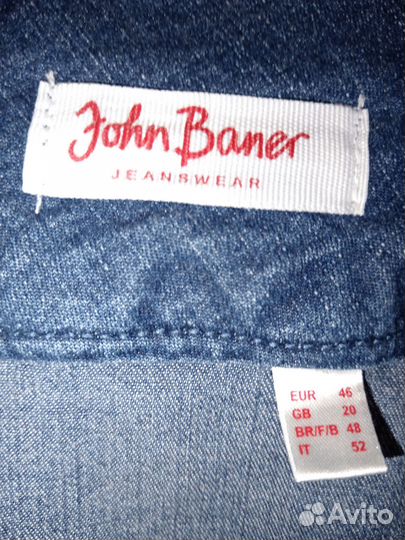 John Baner
JEANSWEAR
EUR 46
GB 20
BR/F/B 48
IT 52
Avito